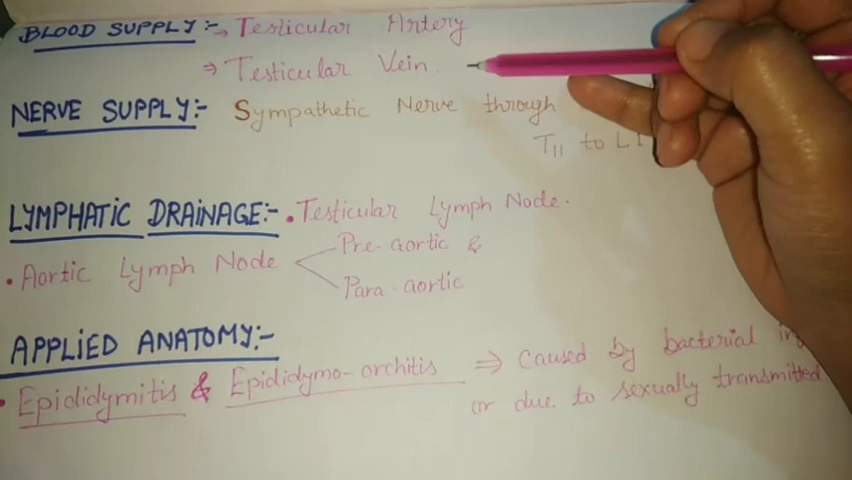 BLOOD SUPPLY:- → Testicular Artery
⇒ Testicular Vein.
NERVE SUPPLY:- Sympathetic Nerve through
T11 to L1
LYMPHATIC DRAINAGE:- • Testicular Lymph Node.
• Aortic Lymph Node < Pre-aortic &
Para-aortic
APPLIED ANATOMY:-
• Epididymitis & Epididymo-orchitis ⇒ Caused by bacterial
or due to sexually transmitted